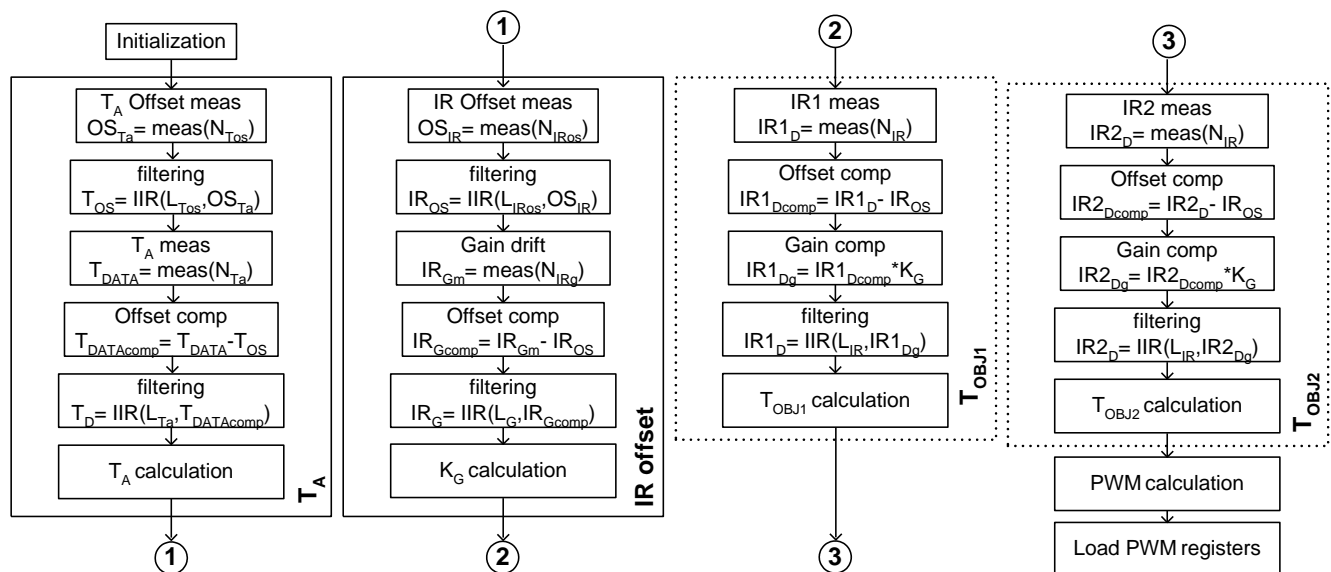 Initialization
T_A Offset meas
OS_Ta= meas(N_Tos)
filtering
T_OS= IIR(L_Tos,OS_Ta)
T_A meas
T_DATA= meas(N_Ta)
Offset comp
T_DATAcomp= T_DATA-T_OS
filtering
T_D= IIR(L_Ta,T_DATAcomp)
T_A calculation
T_A
1
1
IR Offset meas
OS_IR= meas(N_IRos)
filtering
IR_OS= IIR(L_IRos,OS_IR)
Gain drift
IR_Gm= meas(N_IRg)
Offset comp
IR_Gcomp= IR_Gm- IR_OS
filtering
IR_G= IIR(L_G,IR_Gcomp)
K_G calculation
IR offset
2
2
IR1 meas
IR1_D= meas(N_IR)
Offset comp
IR1_Dcomp= IR1_D- IR_OS
Gain comp
IR1_Dg= IR1_Dcomp*K_G
filtering
IR1_D= IIR(L_IR,IR1_Dg)
T_OBJ1 calculation
T_OBJ1
3
3
IR2 meas
IR2_D= meas(N_IR)
Offset comp
IR2_Dcomp= IR2_D- IR_OS
Gain comp
IR2_Dg= IR2_Dcomp*K_G
filtering
IR2_D= IIR(L_IR,IR2_Dg)
T_OBJ2 calculation
T_OBJ2
PWM calculation
Load PWM registers